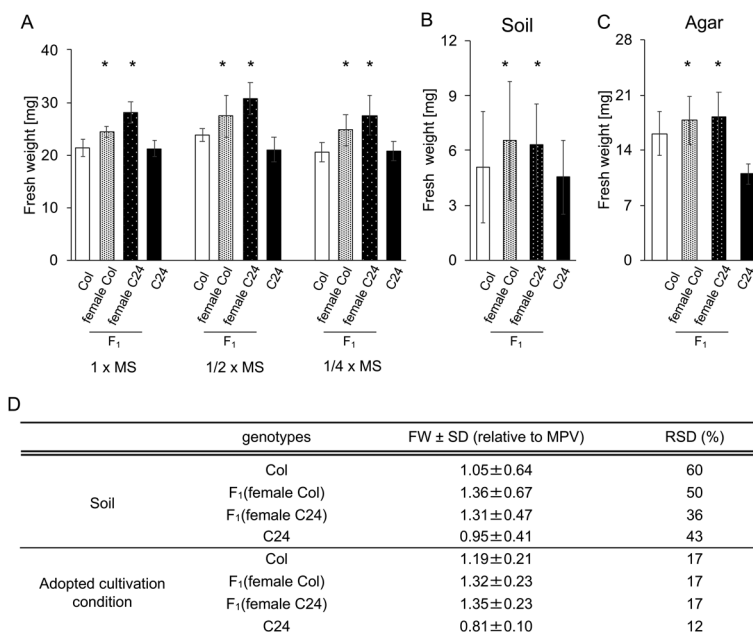 A
Fresh weight [mg]
40
30
20
10
0
* *
* *
* *
Col
female Col
female C24
C24
Col
female Col
female C24
C24
Col
female Col
female C24
C24
F₁
F₁
F₁
1 x MS
1/2 x MS
1/4 x MS
B
Soil
Fresh weight [mg]
12
9
6
3
0
* *
Col
female Col
female C24
C24
F₁
C
Agar
Fresh weight [mg]
28
21
14
7
0
* *
Col
female Col
female C24
C24
F₁
D
genotypes FW ± SD (relative to MPV) RSD (%)
Soil
Col 1.05±0.64 60
F₁(female Col) 1.36±0.67 50
F₁(female C24) 1.31±0.47 36
C24 0.95±0.41 43
Adopted cultivation
condition
Col 1.19±0.21 17
F₁(female Col) 1.32±0.23 17
F₁(female C24) 1.35±0.23 17
C24 0.81±0.10 12